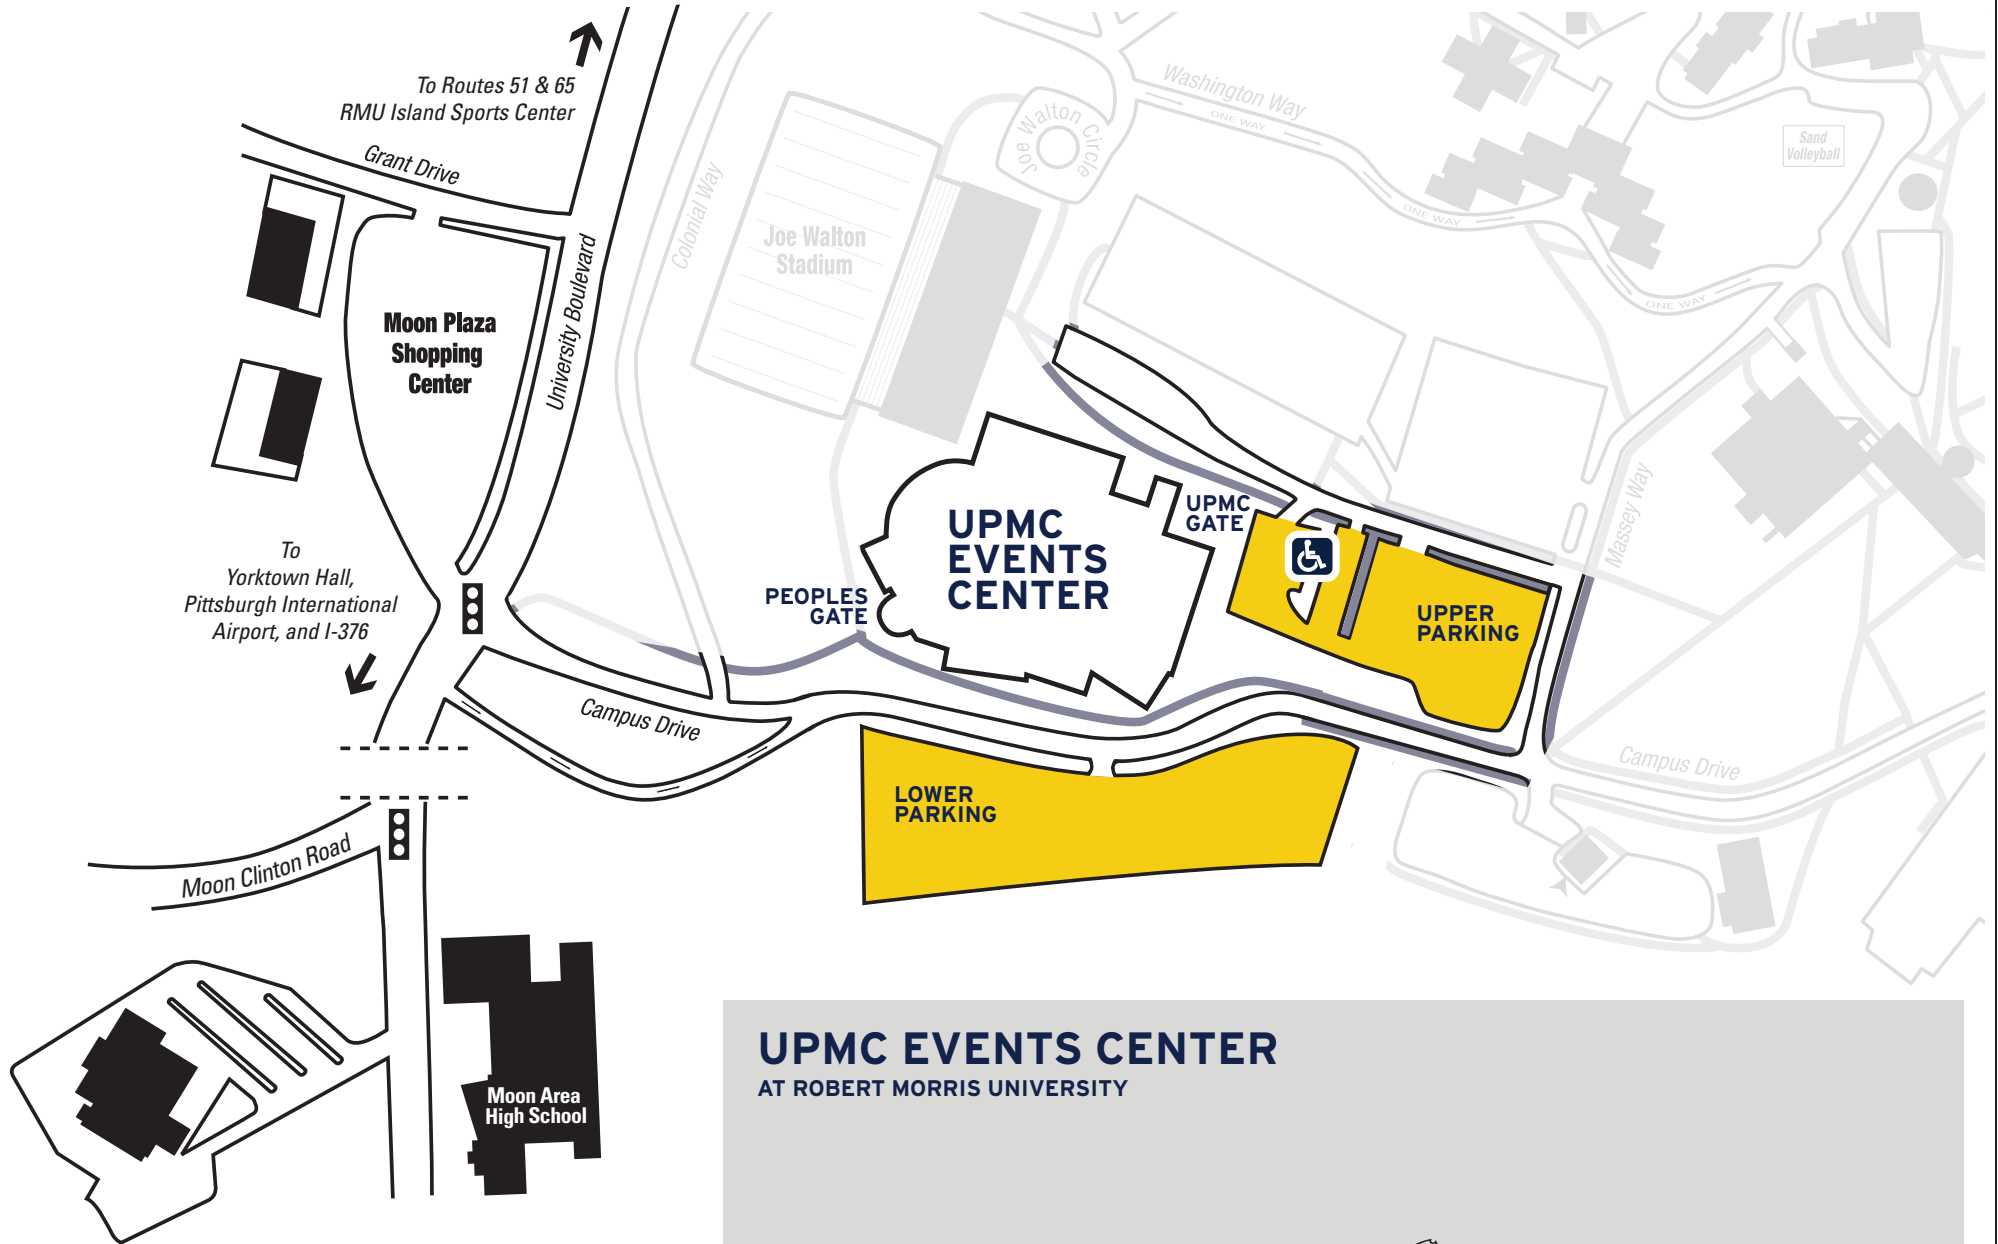 To Routes 51 & 65
RMU Island Sports Center
Grant Drive
Colonial Way
Joe Walton Circle
Washington Way
ONE WAY
ONE WAY
ONE WAY
Sand
Volleyball
Joe Walton
Stadium
University Boulevard
Moon Plaza
Shopping
Center
UPMC
GATE
UPMC
EVENTS
CENTER
Massey Way
To
Yorktown Hall,
Pittsburgh International
Airport, and I-376
PEOPLES
GATE
UPPER
PARKING
Campus Drive
Campus Drive
LOWER
PARKING
Moon Clinton Road
Moon Area
High School
UPMC EVENTS CENTER
AT ROBERT MORRIS UNIVERSITY